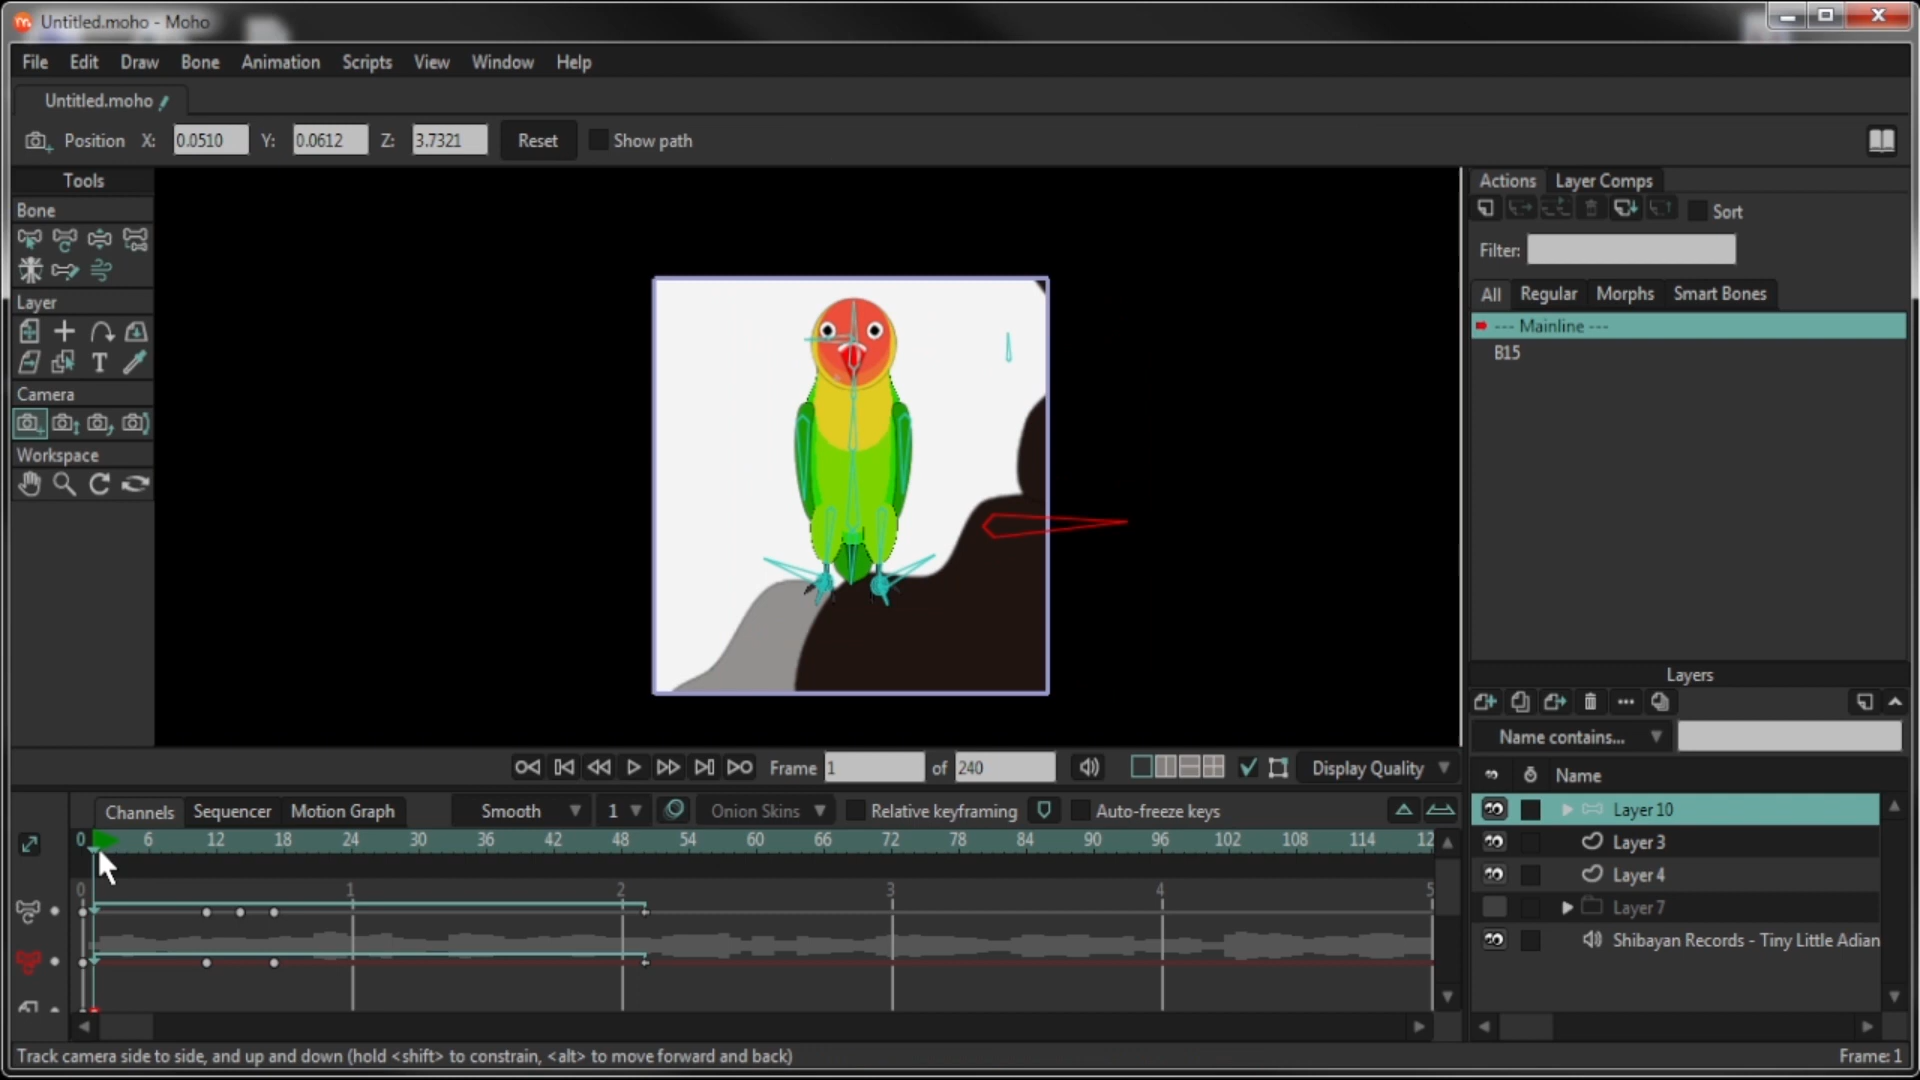 Untitled.moho - Moho
File Edit Draw Bone Animation Scripts View Window Help
Untitled.moho
Position X: 0.0510 Y: 0.0612 Z: 3.7321 Reset Show path
Tools
Bone
Layer
T
Camera
Workspace
Actions Layer Comps
Sort
Filter:
All Regular Morphs Smart Bones
--- Mainline ---
B15
Layers
Name contains...
Name
Layer 10
Layer 3
Layer 4
Layer 7
Shibayan Records - Tiny Little Adian
Frame 1 of 240 Display Quality
Channels Sequencer Motion Graph Smooth 1 Onion Skins Relative keyframing Auto-freeze keys
0 6 12 18 24 30 36 42 48 54 60 66 72 78 84 90 96 102 108 114 12
0 1 2 3 4 5
Track camera side to side, and up and down (hold <shift> to constrain, <alt> to move forward and back) Frame: 1